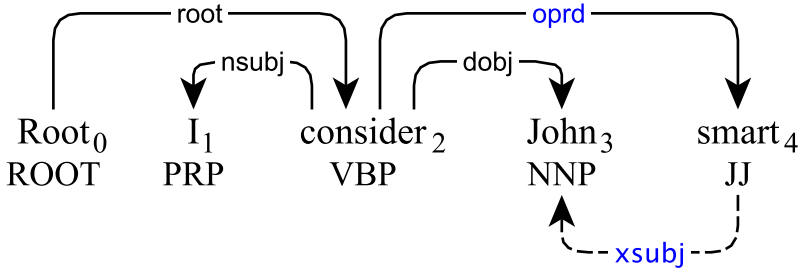 root oprd
nsubj dobj
Root0 I1 consider2 John3 smart4
ROOT PRP VBP NNP JJ
xsubj